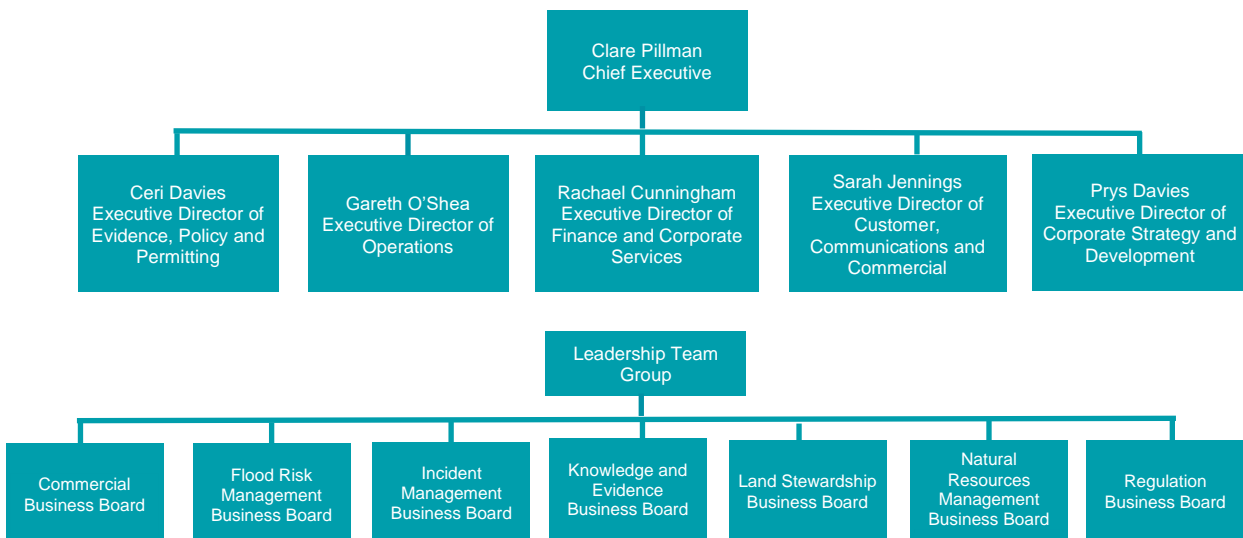 Clare Pillman
Chief Executive
Ceri Davies
Executive Director of
Evidence, Policy and
Permitting
Gareth O’Shea
Executive Director of
Operations
Rachael Cunningham
Executive Director of
Finance and Corporate
Services
Sarah Jennings
Executive Director of
Customer,
Communications and
Commercial
Prys Davies
Executive Director of
Corporate Strategy and
Development
Leadership Team
Group
Commercial
Business Board
Flood Risk
Management
Business Board
Incident
Management
Business Board
Knowledge and
Evidence
Business Board
Land Stewardship
Business Board
Natural
Resources
Management
Business Board
Regulation
Business Board